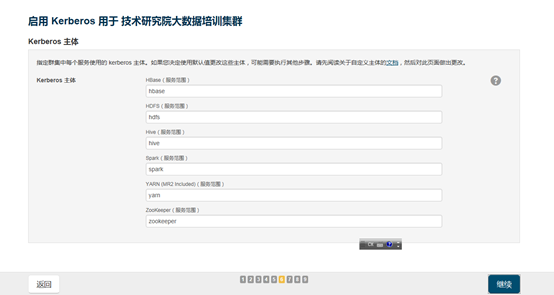 启用 Kerberos 用于 技术研究院大数据培训集群
Kerberos 主体
指定群集中每个服务使用的 kerberos 主体。如果您决定使用默认值更改这些主体，可能需要执行其他步骤。请先阅读关于自定义主体的文档，然后对此页面做出更改。
Kerberos 主体
HBase（服务范围）
?
hbase
HDFS（服务范围）
hdfs
Hive（服务范围）
hive
Spark（服务范围）
spark
YARN (MR2 Included)（服务范围）
yarn
ZooKeeper（服务范围）
zookeeper
返回
1 2 3 4 5 6 7 8 9
继续